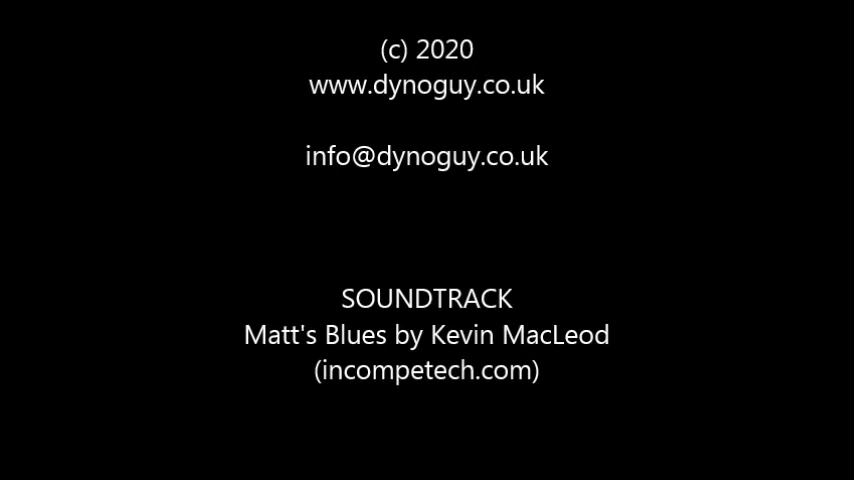 (c) 2020
www.dynoguy.co.uk
info@dynoguy.co.uk
SOUNDTRACK
Matt's Blues by Kevin MacLeod
(incompetech.com)